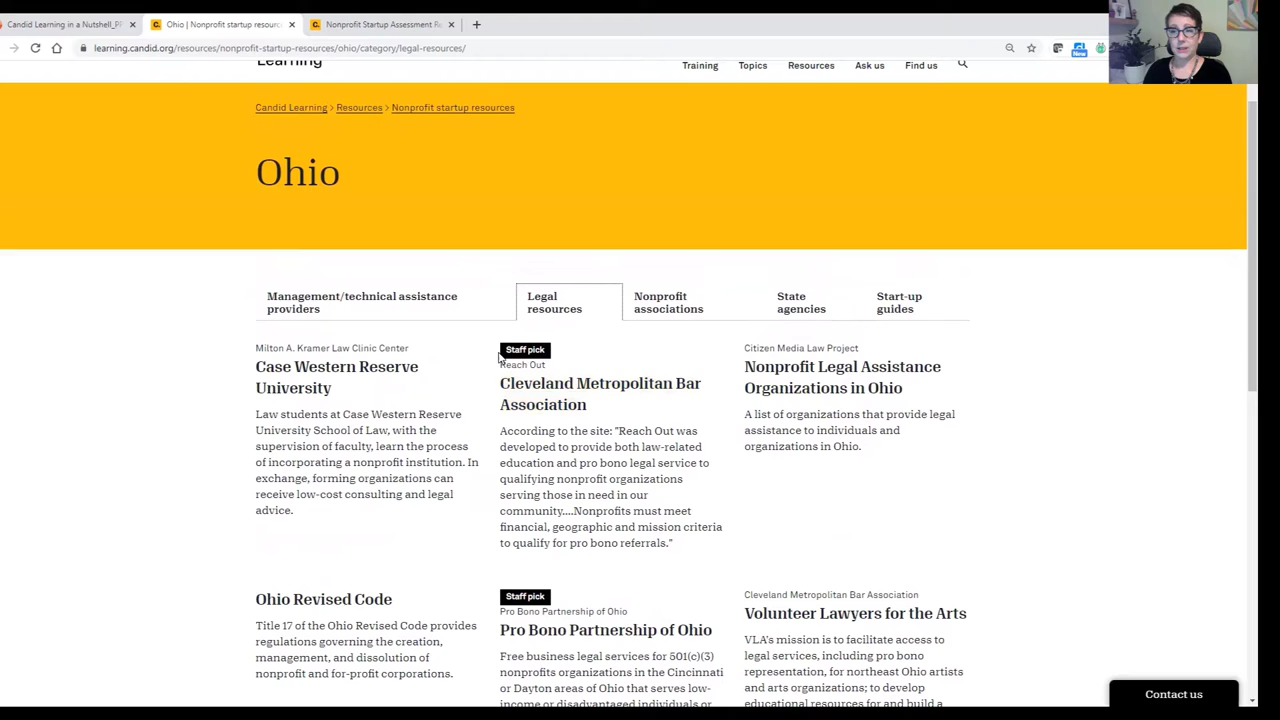 Candid Learning in a Nutshell_P
Ohio | Nonprofit startup resourc
Nonprofit Startup Assessment Re
learning.candid.org/resources/nonprofit-startup-resources/ohio/category/legal-resources/
New
Learning
Training
Topics
Resources
Ask us
Find us
Candid Learning > Resources > Nonprofit startup resources
Ohio
Management/technical assistance
providers
Legal
resources
Nonprofit
associations
State
agencies
Start-up
guides
Milton A. Kramer Law Clinic Center
Case Western Reserve
University
Law students at Case Western Reserve
University School of Law, with the
supervision of faculty, learn the process
of incorporating a nonprofit institution. In
exchange, forming organizations can
receive low-cost consulting and legal
advice.
Staff pick
Reach Out
Cleveland Metropolitan Bar
Association
According to the site: "Reach Out was
developed to provide both law-related
education and pro bono legal service to
qualifying nonprofit organizations
serving those in need in our
community....Nonprofits must meet
financial, geographic and mission criteria
to qualify for pro bono referrals."
Citizen Media Law Project
Nonprofit Legal Assistance
Organizations in Ohio
A list of organizations that provide legal
assistance to individuals and
organizations in Ohio.
Ohio Revised Code
Title 17 of the Ohio Revised Code provides
regulations governing the creation,
management, and dissolution of
nonprofit and for-profit corporations.
Staff pick
Pro Bono Partnership of Ohio
Pro Bono Partnership of Ohio
Free business legal services for 501(c)(3)
nonprofits organizations in the Cincinnati
or Dayton areas of Ohio that serves low-
income or disadvantaged individuals or
Cleveland Metropolitan Bar Association
Volunteer Lawyers for the Arts
VLA's mission is to facilitate access to
legal services, including pro bono
representation, for northeast Ohio artists
and arts organizations; to develop
educational resources for and build a
Contact us